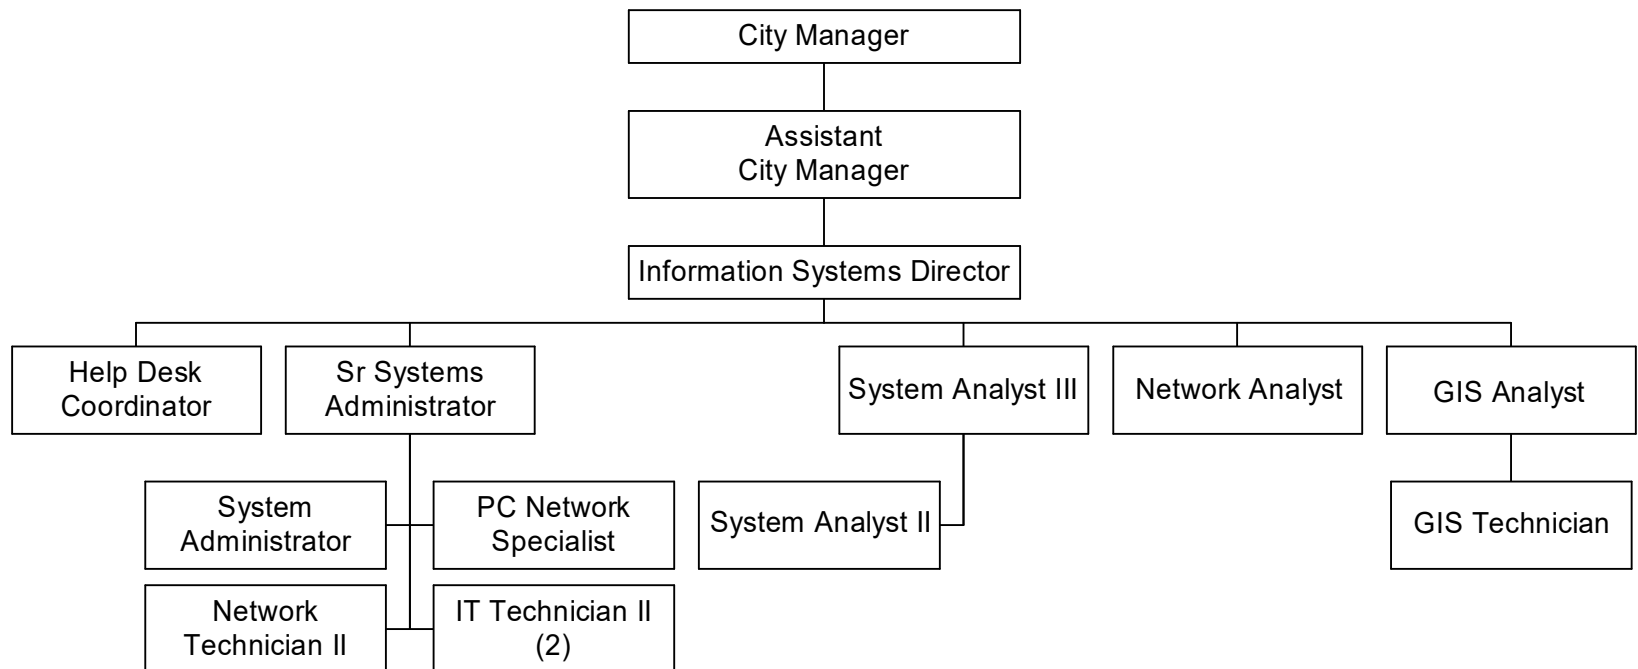 City Manager
Assistant
City Manager
Information Systems Director
Help Desk
Coordinator
Sr Systems
Administrator
System Analyst III
Network Analyst
GIS Analyst
System
Administrator
PC Network
Specialist
System Analyst II
GIS Technician
Network
Technician II
IT Technician II
(2)